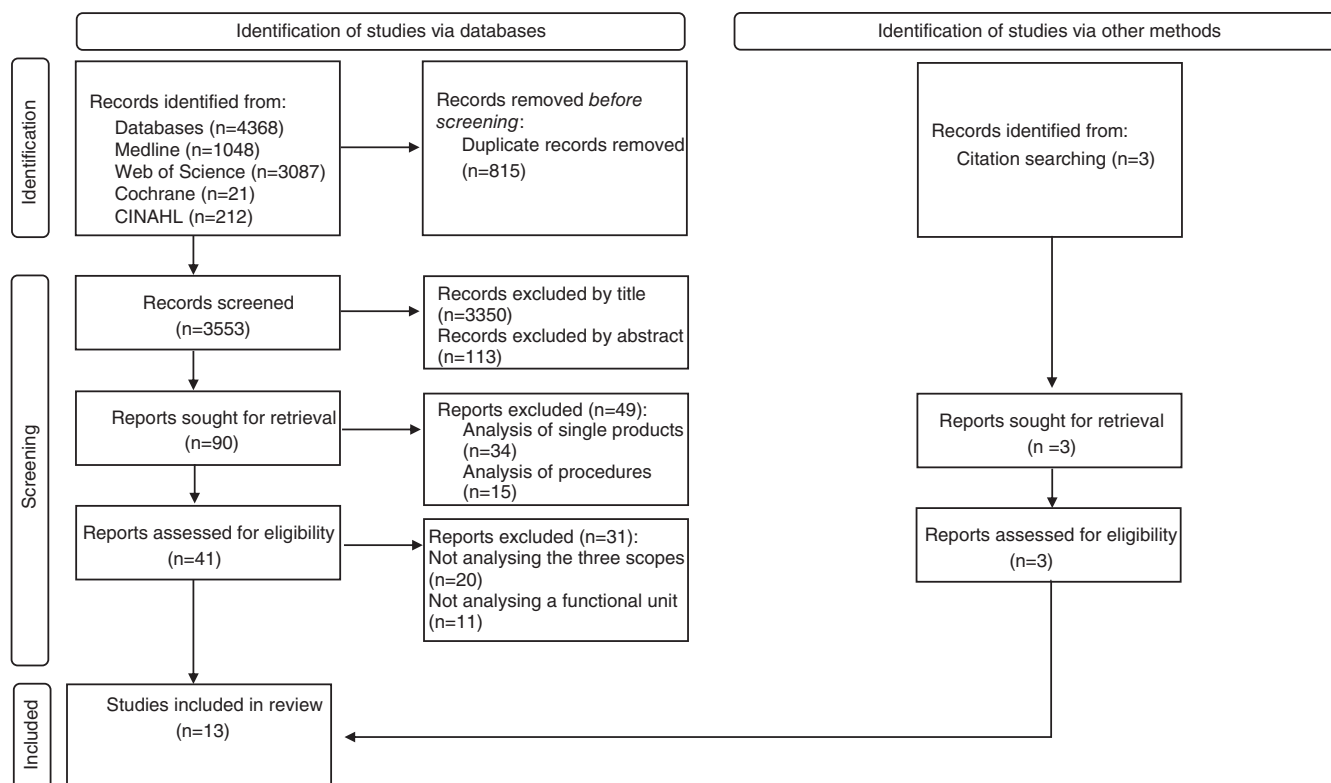 Identification of studies via databases
Identification of studies via other methods
Identification
Records identified from:
Databases (n=4368)
Medline (n=1048)
Web of Science (n=3087)
Cochrane (n=21)
CINAHL (n=212)
Records removed before
screening:
Duplicate records removed
(n=815)
Records identified from:
Citation searching (n=3)
Screening
Records screened
(n=3553)
Records excluded by title
(n=3350)
Records excluded by abstract
(n=113)
Reports sought for retrieval
(n=90)
Reports excluded (n=49):
Analysis of single products
(n=34)
Analysis of procedures
(n=15)
Reports sought for retrieval
(n =3)
Reports assessed for eligibility
(n=41)
Reports excluded (n=31):
Not analysing the three scopes
(n=20)
Not analysing a functional unit
(n=11)
Reports assessed for eligibility
(n=3)
Included
Studies included in review
(n=13)